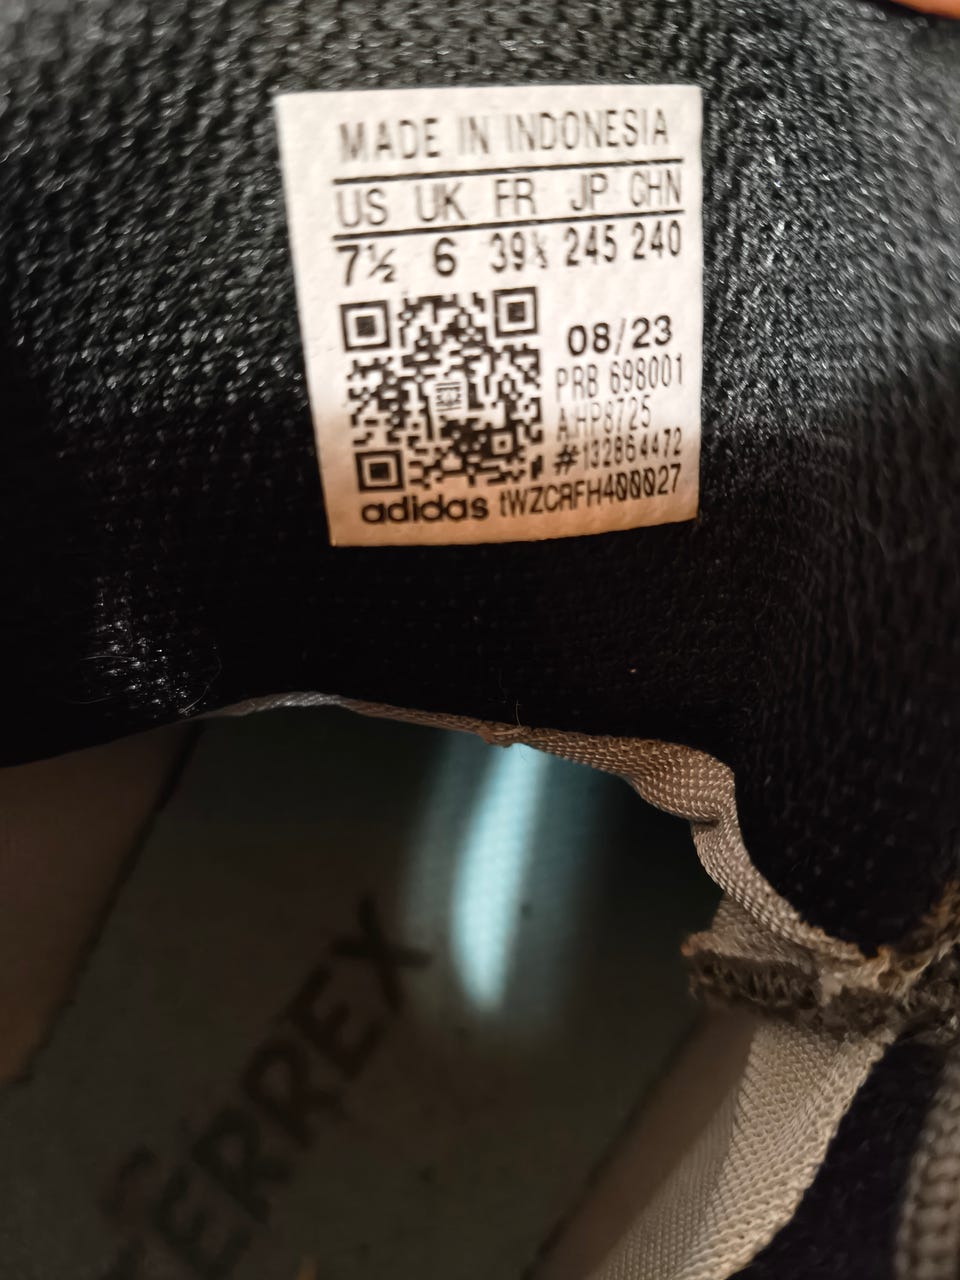 MADE IN INDONESIA
US UK FR JP CHN
7½ 6 39⅓ 245 240
08/23
PRB 698001
A.HP8725
#132864472
adidas tWZCRFH400027
TERREX